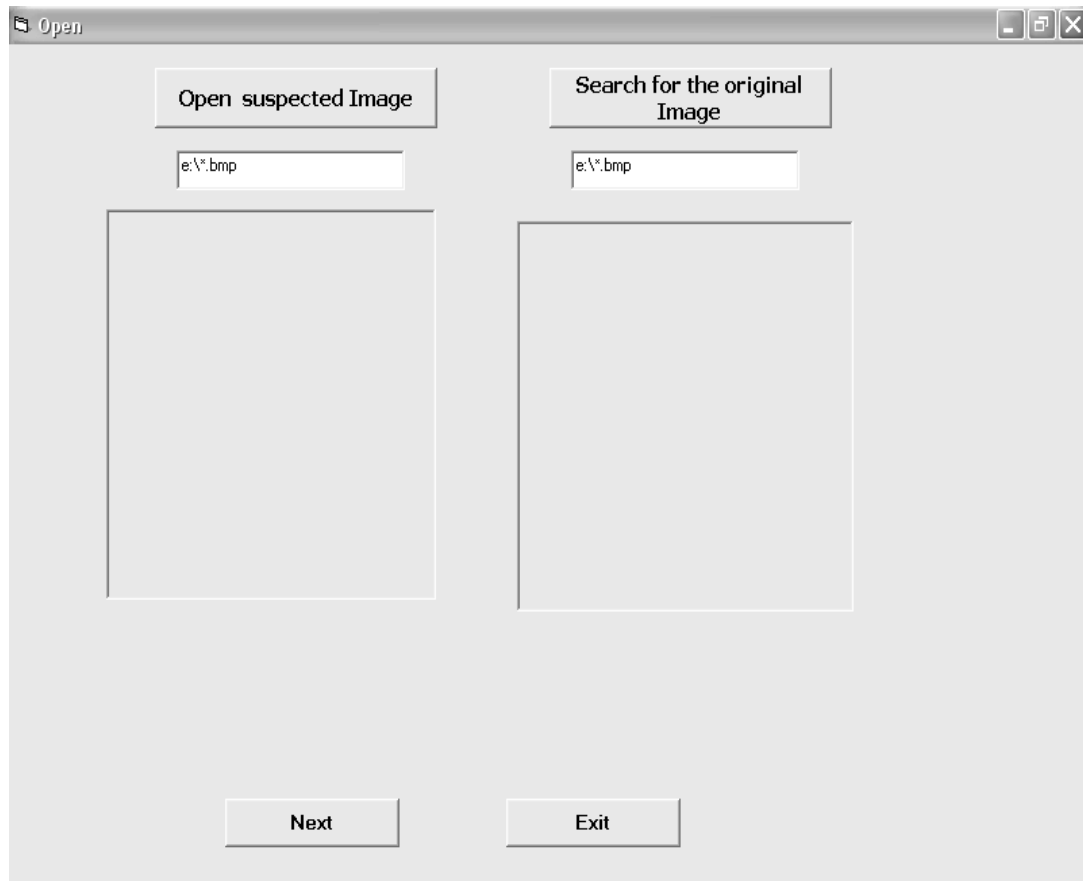 Open
Open suspected Image
Search for the original
Image
e:\*.bmp
e:\*.bmp
Next
Exit